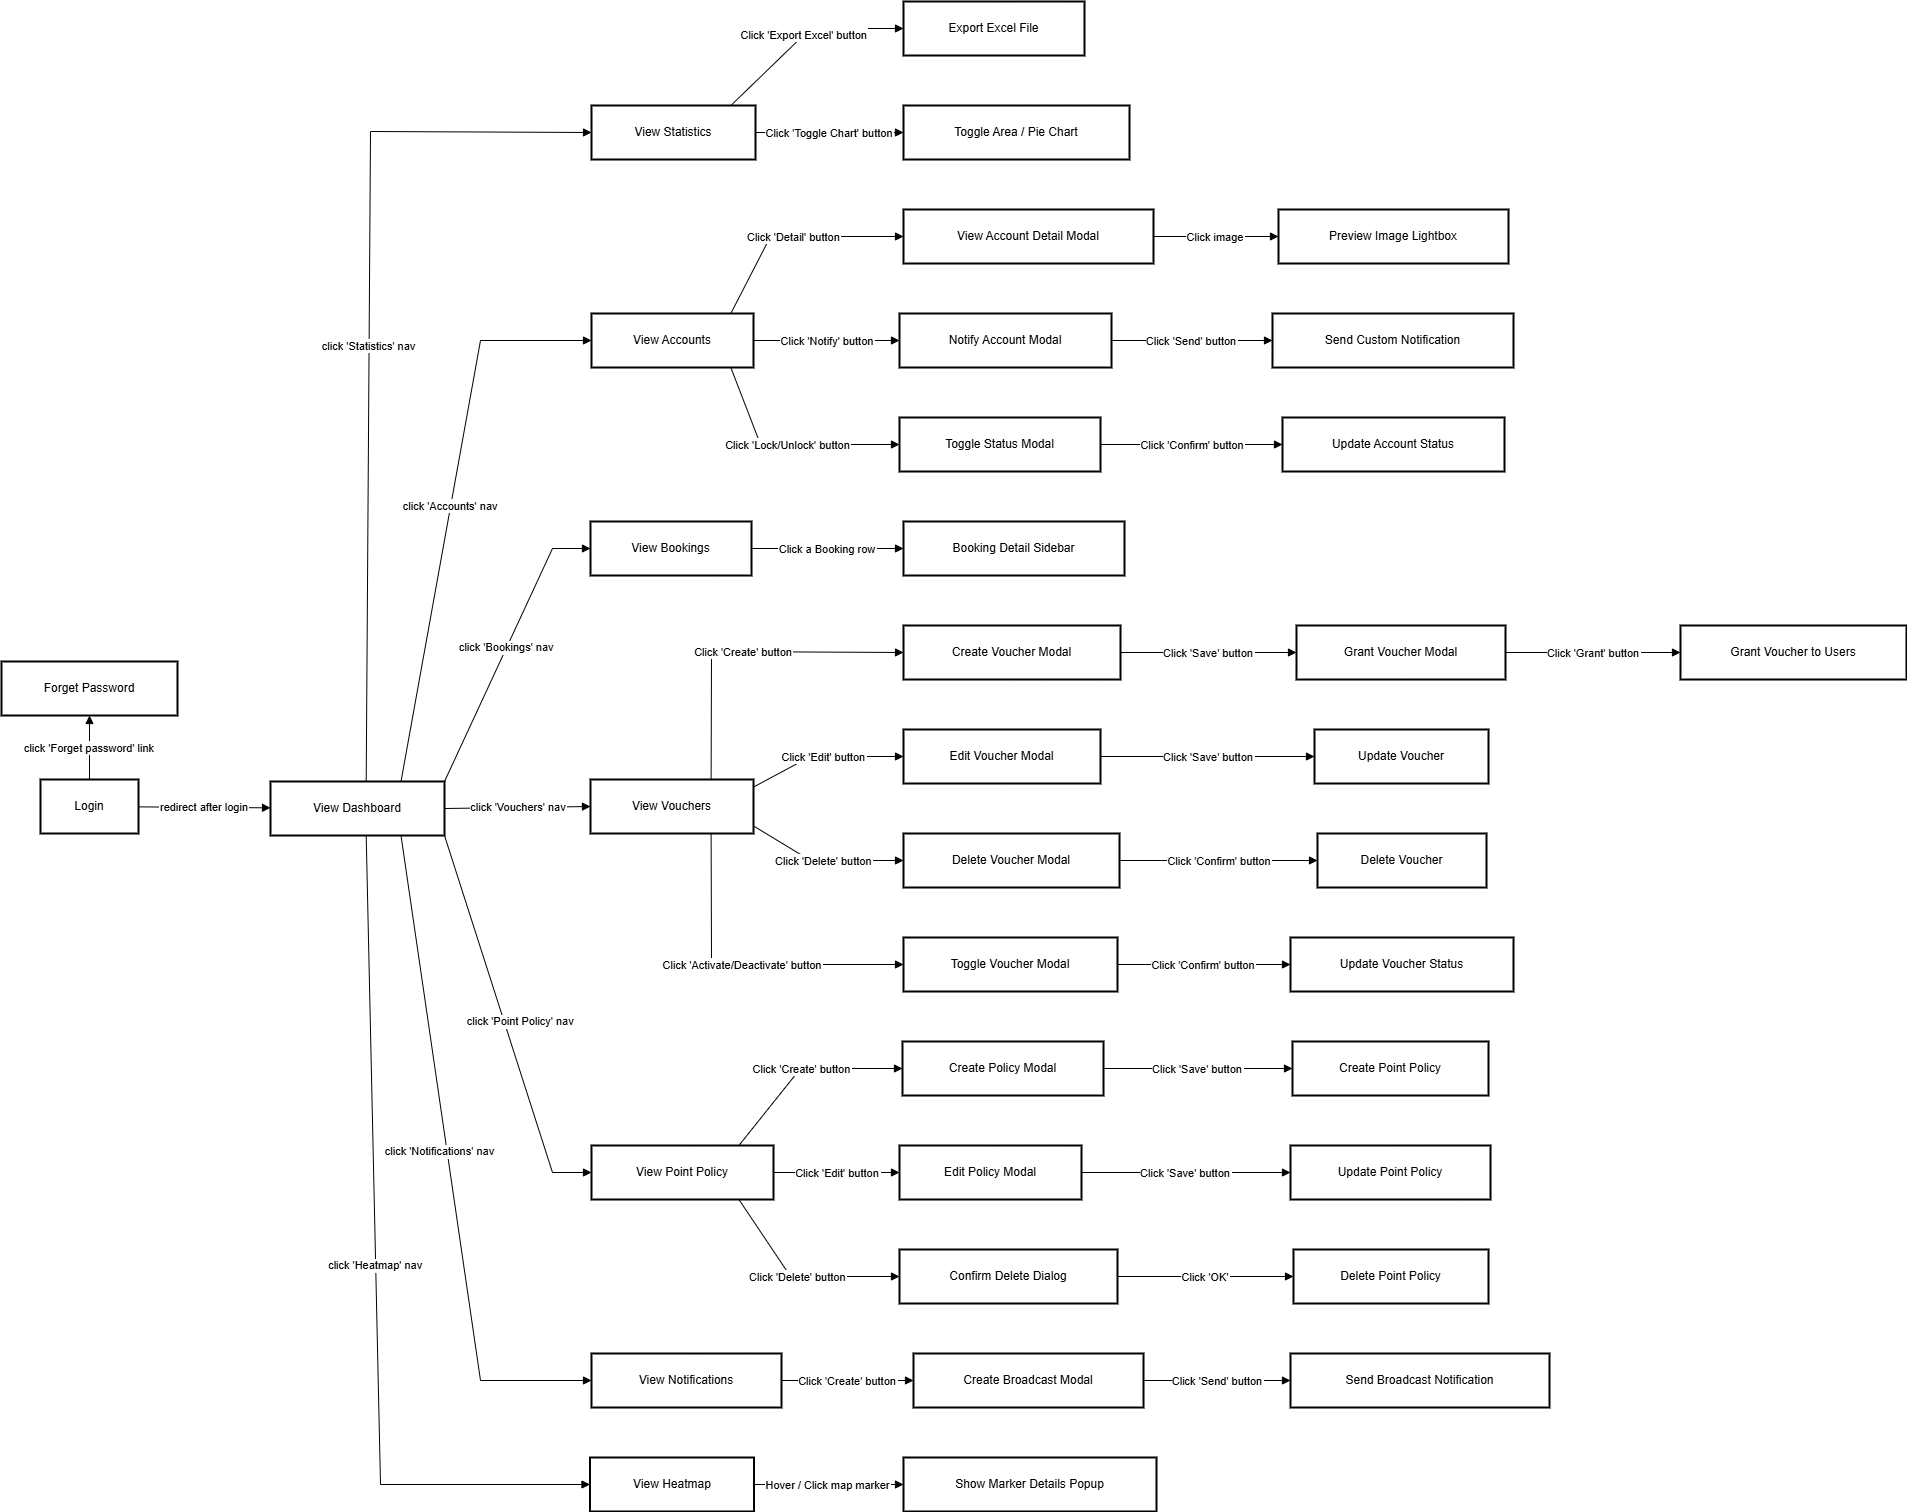 Export Excel File
Click 'Export Excel' button
View Statistics
Click 'Toggle Chart' button
Toggle Area / Pie Chart
Click 'Detail' button
View Account Detail Modal
Click image
Preview Image Lightbox
click 'Statistics' nav
View Accounts
Click 'Notify' button
Notify Account Modal
Click 'Send' button
Send Custom Notification
Click 'Lock/Unlock' button
Toggle Status Modal
Click 'Confirm' button
Update Account Status
click 'Accounts' nav
View Bookings
Click a Booking row
Booking Detail Sidebar
click 'Bookings' nav
Click 'Create' button
Create Voucher Modal
Click 'Save' button
Grant Voucher Modal
Click 'Grant' button
Grant Voucher to Users
Forget Password
click 'Forget password' link
Click 'Edit' button
Edit Voucher Modal
Click 'Save' button
Update Voucher
Login
redirect after login
View Dashboard
click 'Vouchers' nav
View Vouchers
Click 'Delete' button
Delete Voucher Modal
Click 'Confirm' button
Delete Voucher
Click 'Activate/Deactivate' button
Toggle Voucher Modal
Click 'Confirm' button
Update Voucher Status
click 'Point Policy' nav
Click 'Create' button
Create Policy Modal
Click 'Save' button
Create Point Policy
click 'Notifications' nav
View Point Policy
Click 'Edit' button
Edit Policy Modal
Click 'Save' button
Update Point Policy
click 'Heatmap' nav
Click 'Delete' button
Confirm Delete Dialog
Click 'OK'
Delete Point Policy
View Notifications
Click 'Create' button
Create Broadcast Modal
Click 'Send' button
Send Broadcast Notification
View Heatmap
Hover / Click map marker
Show Marker Details Popup